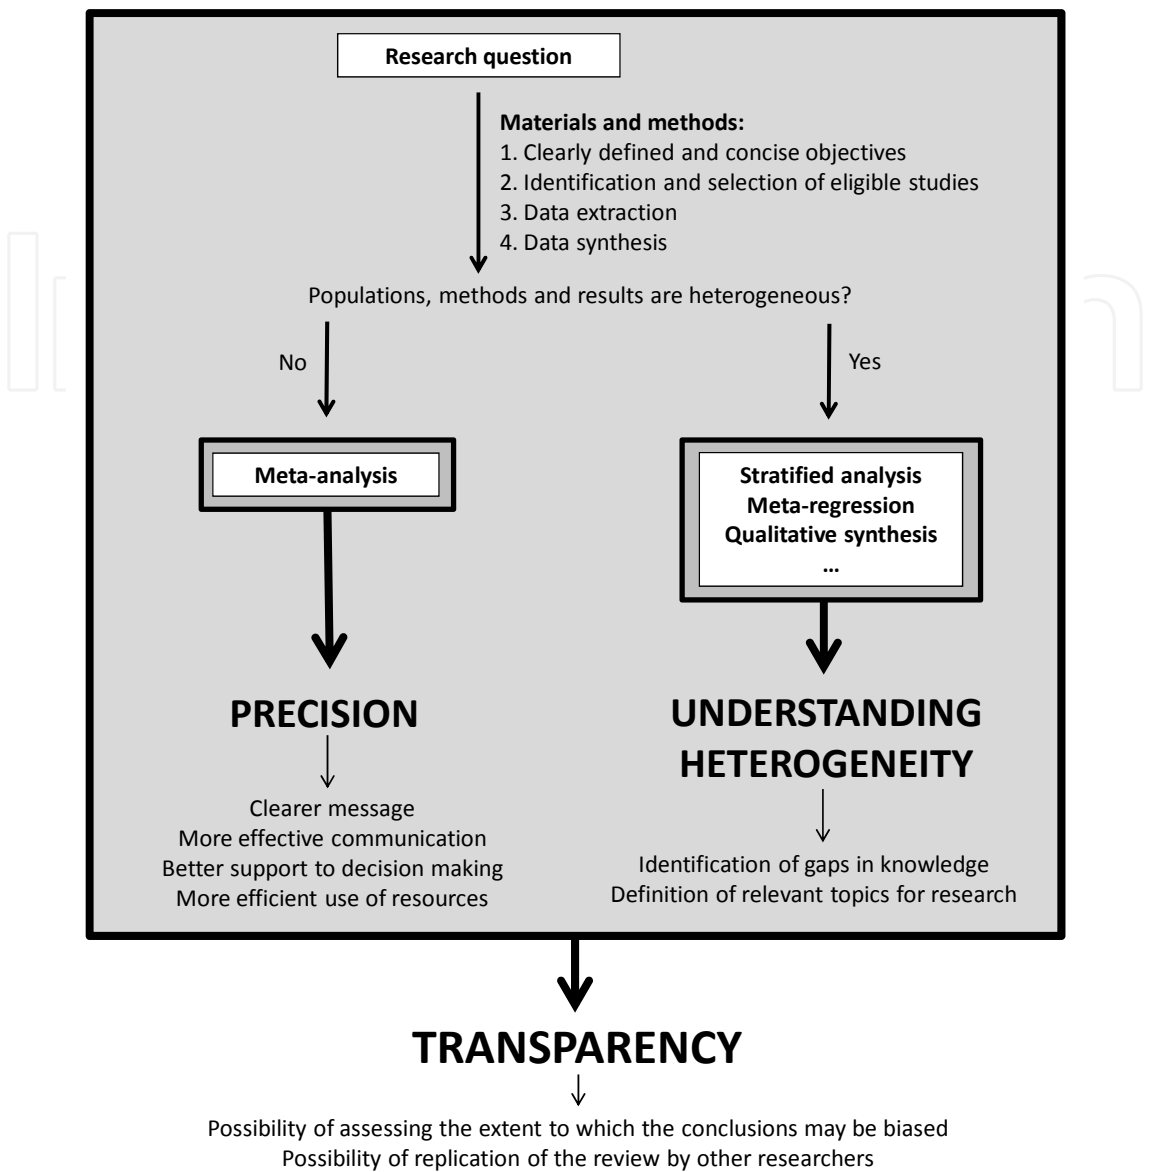 Research question
Materials and methods:
1. Clearly defined and concise objectives
2. Identification and selection of eligible studies
3. Data extraction
4. Data synthesis
Populations, methods and results are heterogeneous?
No
Yes
Meta-analysis
Stratified analysis
Meta-regression
Qualitative synthesis
...
PRECISION
Clearer message
More effective communication
Better support to decision making
More efficient use of resources
UNDERSTANDING
HETEROGENEITY
Identification of gaps in knowledge
Definition of relevant topics for research
TRANSPARENCY
Possibility of assessing the extent to which the conclusions may be biased
Possibility of replication of the review by other researchers